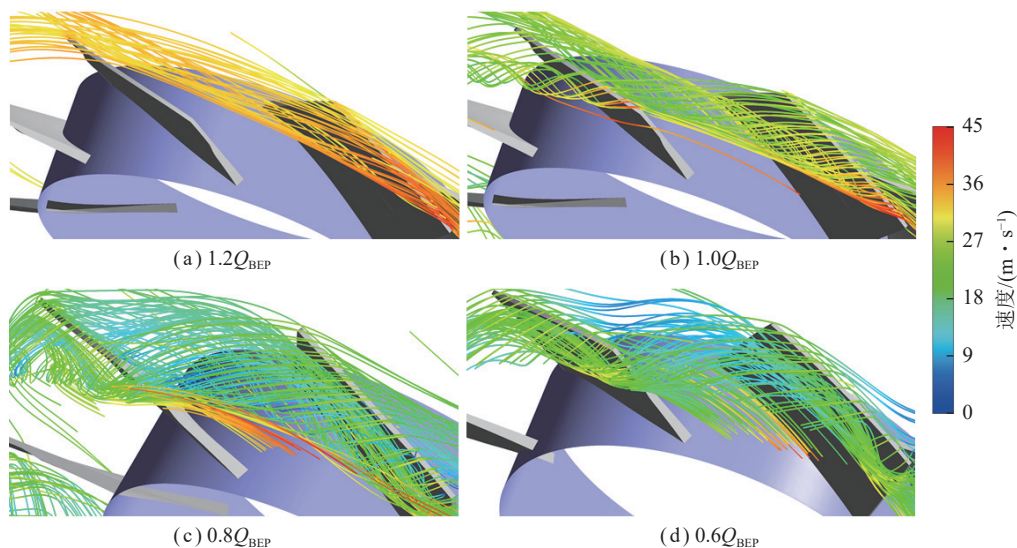 (a) 1.2Q_BEP
(b) 1.0Q_BEP
(c) 0.8Q_BEP
(d) 0.6Q_BEP
45
36
27
18
9
0
速度/(m·s⁻¹)